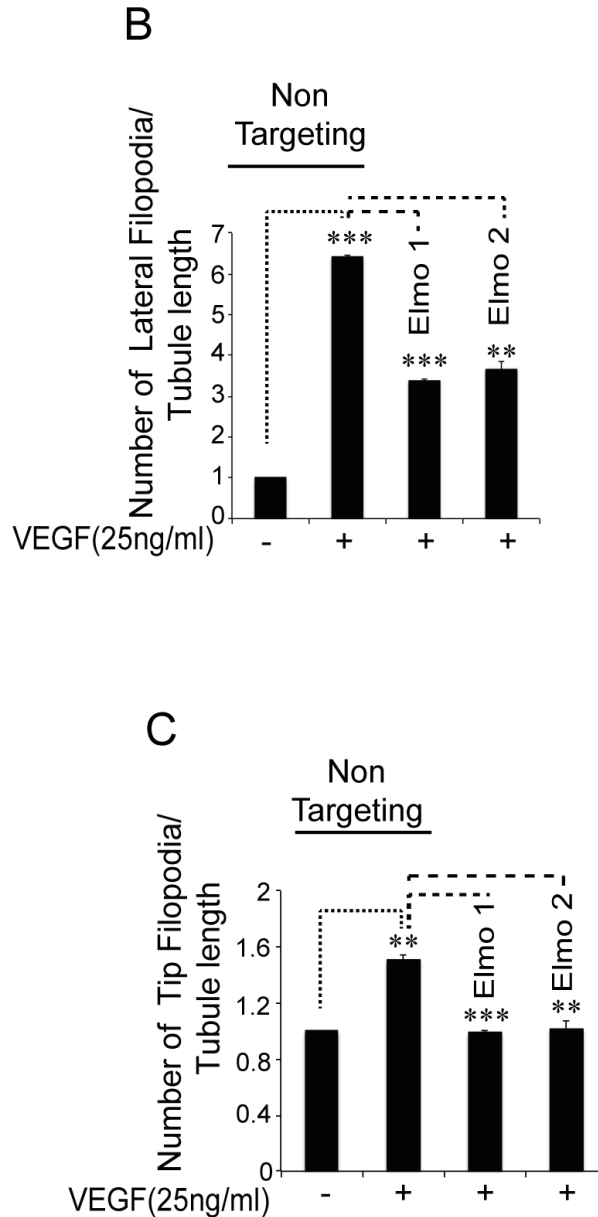 B
Non
Targeting
Number of Lateral Filopodia/
Tubule length
7
6
5
4
3
2
1
0
***
Elmo 1
***
Elmo 2
**
VEGF(25ng/ml)
- + + +
C
Non
Targeting
Number of Tip Filopodia/
Tubule length
2
1.6
1.2
0.8
0.4
0
**
Elmo 1
***
Elmo 2
**
VEGF(25ng/ml)
- + + +